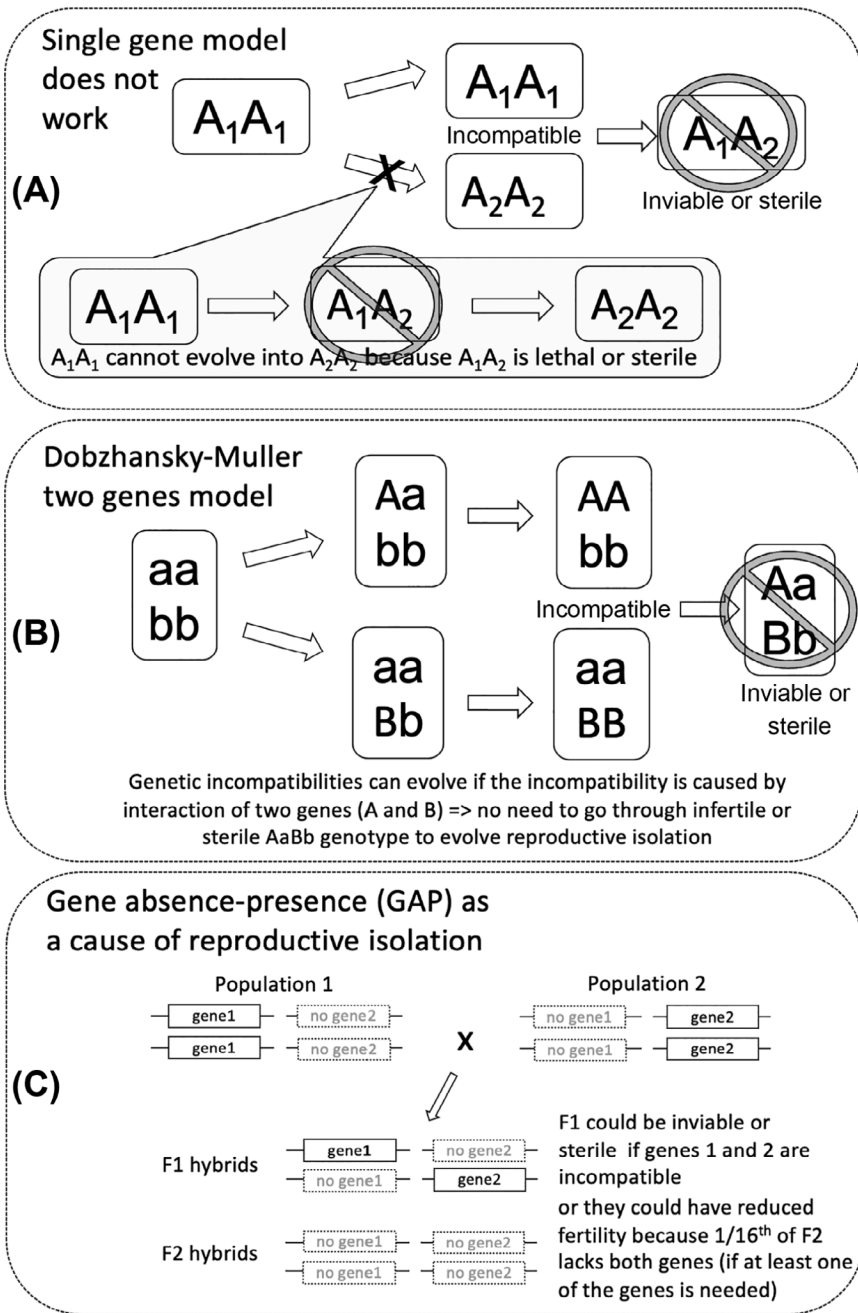 Single gene model
does not
work
A₁A₁
A₁A₁
Incompatible
A₂A₂
A₁A₂
Inviable or sterile
(A)
A₁A₁
A₁A₂
A₂A₂
A₁A₁ cannot evolve into A₂A₂ because A₁A₂ is lethal or sterile
Dobzhansky-Muller
two genes model
aa
bb
Aa
bb
AA
bb
Incompatible
Aa
Bb
Inviable or
sterile
(B)
aa
Bb
aa
BB
Genetic incompatibilities can evolve if the incompatibility is caused by
interaction of two genes (A and B) => no need to go through infertile or
sterile AaBb genotype to evolve reproductive isolation
Gene absence-presence (GAP) as
a cause of reproductive isolation
Population 1
Population 2
gene1 no gene2 no gene1 gene2
gene1 no gene2 X no gene1 gene2
(C)
F1 hybrids
gene1 no gene2
no gene1 gene2
F1 could be inviable or
sterile if genes 1 and 2 are
incompatible
or they could have reduced
fertility because 1/16th of F2
lacks both genes (if at least one
of the genes is needed)
F2 hybrids
no gene1 no gene2
no gene1 no gene2